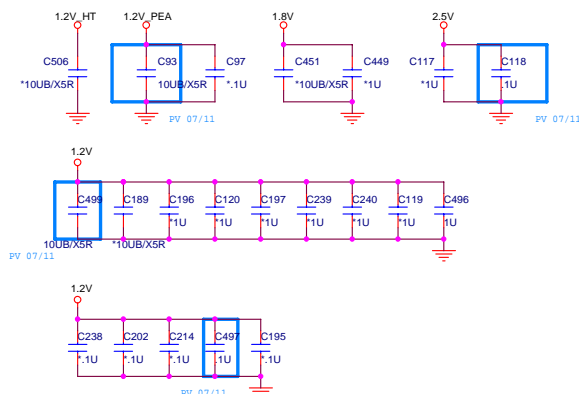 1.2V_HT 1.2V_PEA 1.8V 2.5V
C506 C93 C97 C451 C449 C117 C118
*10UB/X5R 10UB/X5R *.1U *10UB/X5R *1U *1U .1U
PV 07/11 PV 07/11
1.2V
C499 C189 C196 C120 C197 C239 C240 C119 C496
*1U *1U *1U *1U *1U *1U 1U
10UB/X5R *10UB/X5R
PV 07/11
1.2V
C238 C202 C214 C497 C195
*.1U *.1U *.1U .1U *.1U
PV 07/11